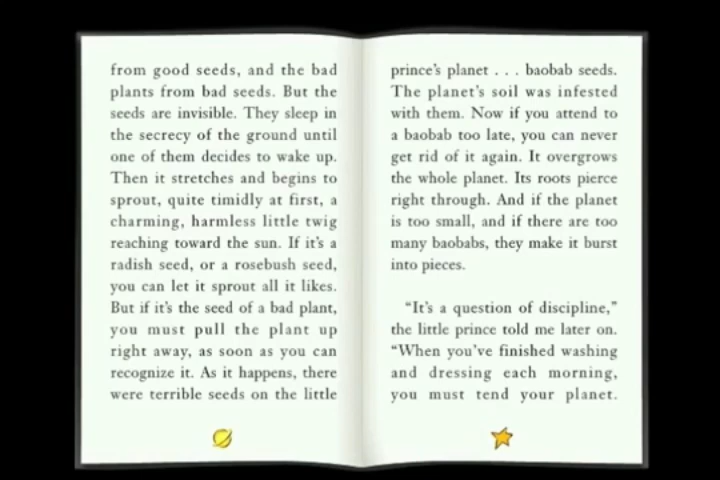 from good seeds, and the bad
plants from bad seeds. But the
seeds are invisible. They sleep in
the secrecy of the ground until
one of them decides to wake up.
Then it stretches and begins to
sprout, quite timidly at first, a
charming, harmless little twig
reaching toward the sun. If it's a
radish seed, or a rosebush seed,
you can let it sprout all it likes.
But if it's the seed of a bad plant,
you must pull the plant up
right away, as soon as you can
recognize it. As it happens, there
were terrible seeds on the little
prince's planet . . . baobab seeds.
The planet's soil was infested
with them. Now if you attend to
a baobab too late, you can never
get rid of it again. It overgrows
the whole planet. Its roots pierce
right through. And if the planet
is too small, and if there are too
many baobabs, they make it burst
into pieces.
“It's a question of discipline,”
the little prince told me later on.
“When you've finished washing
and dressing each morning,
you must tend your planet.